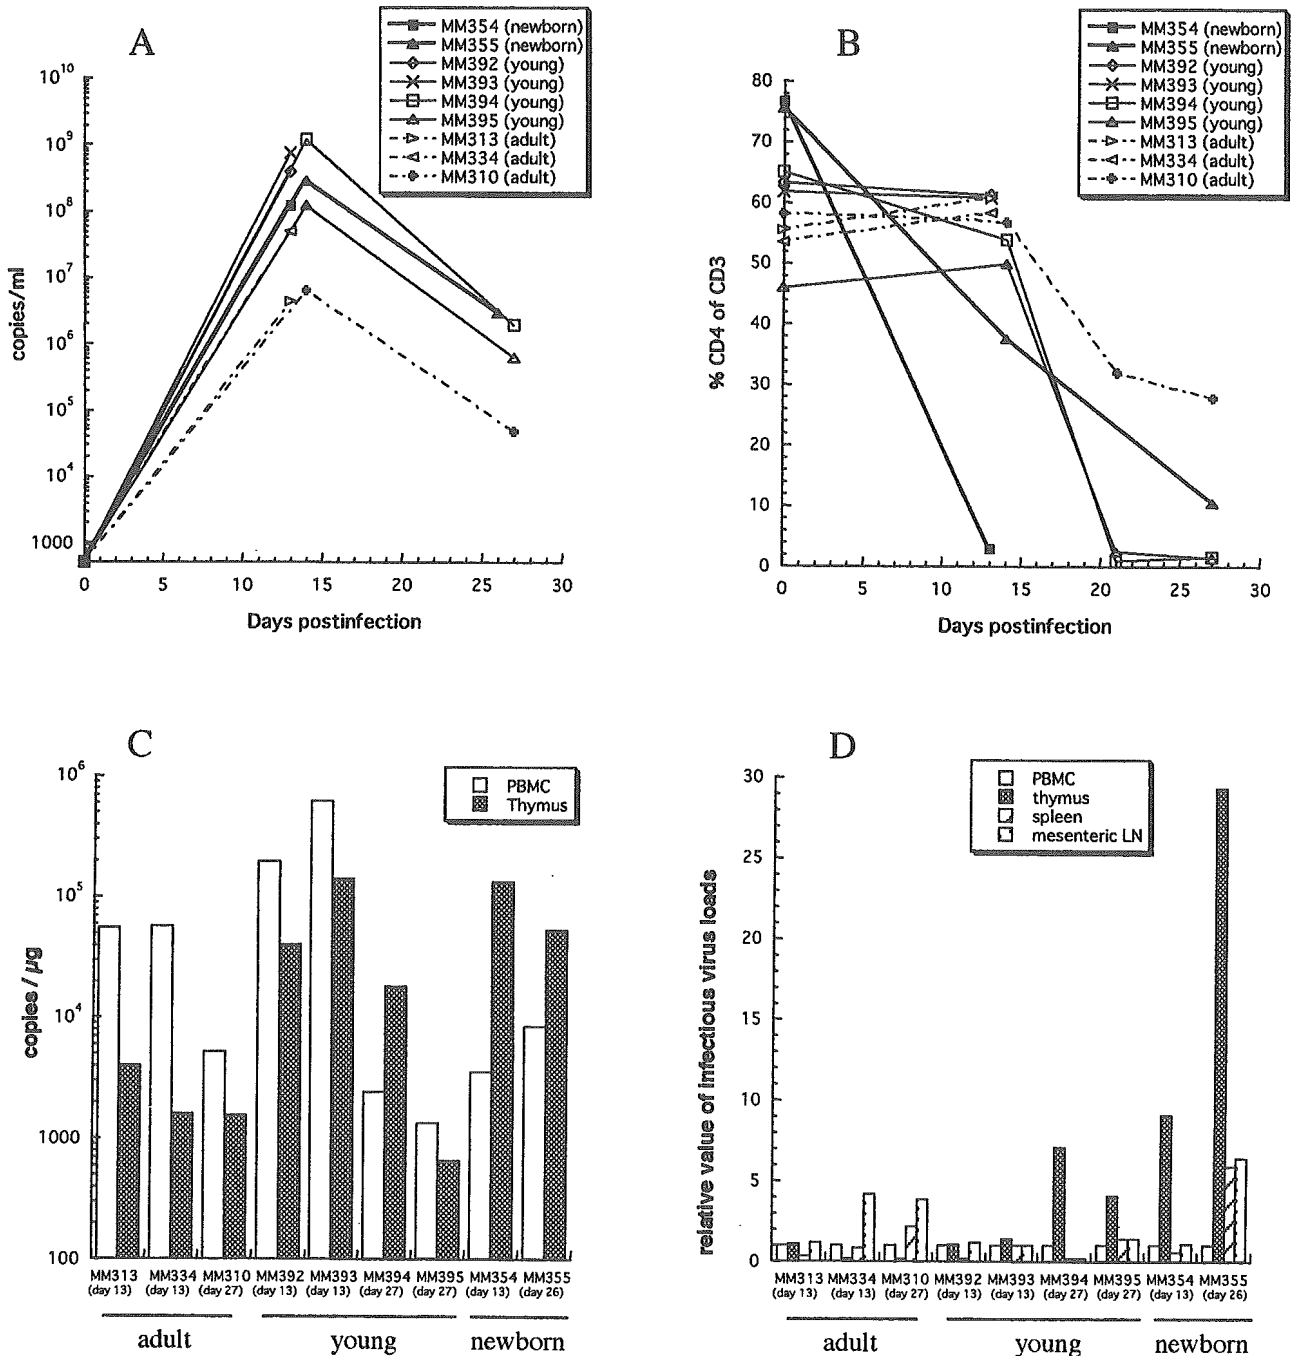 A
MM354 (newborn)
MM355 (newborn)
MM392 (young)
MM393 (young)
MM394 (young)
MM395 (young)
MM313 (adult)
MM334 (adult)
MM310 (adult)
10^10
10^9
10^8
10^7
10^6
10^5
10^4
1000
copies/ml
0 5 10 15 20 25 30
Days postinfection
B
MM354 (newborn)
MM355 (newborn)
MM392 (young)
MM393 (young)
MM394 (young)
MM395 (young)
MM313 (adult)
MM334 (adult)
MM310 (adult)
80
70
60
50
40
30
20
10
0
% CD4 of CD3
0 5 10 15 20 25 30
Days postinfection
C
PBMC
Thymus
10^6
10^5
10^4
1000
100
copies / µg
MM313 MM334 MM310 MM392 MM393 MM394 MM395 MM354 MM355
(day 13) (day 13) (day 27) (day 13) (day 13) (day 27) (day 27) (day 13) (day 26)
adult young newborn
D
PBMC
thymus
spleen
mesenteric LN
30
25
20
15
10
5
0
relative value of infectious virus loads
MM313 MM334 MM310 MM392 MM393 MM394 MM395 MM354 MM355
(day 13) (day 13) (day 27) (day 13) (day 13) (day 27) (day 27) (day 13) (day 26)
adult young newborn